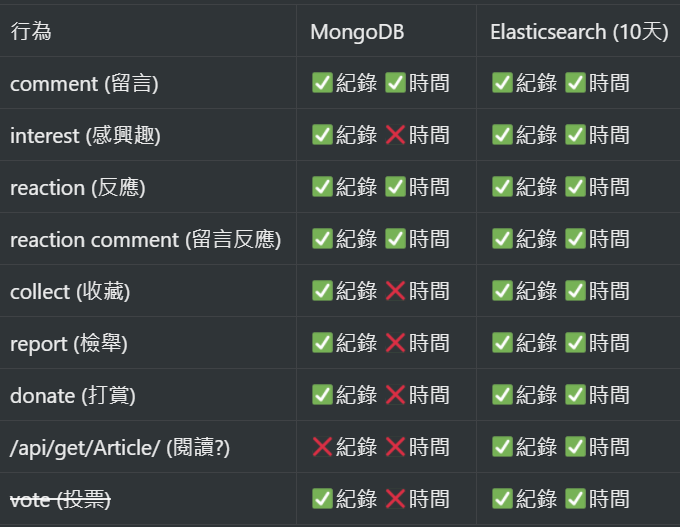 行為 MongoDB Elasticsearch (10天)
comment (留言) ✅紀錄 ✅時間 ✅紀錄 ✅時間
interest (感興趣) ✅紀錄 ❌時間 ✅紀錄 ✅時間
reaction (反應) ✅紀錄 ✅時間 ✅紀錄 ✅時間
reaction comment (留言反應) ✅紀錄 ✅時間 ✅紀錄 ✅時間
collect (收藏) ✅紀錄 ❌時間 ✅紀錄 ✅時間
report (檢舉) ✅紀錄 ❌時間 ✅紀錄 ✅時間
donate (打賞) ✅紀錄 ❌時間 ✅紀錄 ✅時間
/api/get/Article/ (閱讀?) ❌紀錄 ❌時間 ✅紀錄 ✅時間
vote (投票) ✅紀錄 ❌時間 ✅紀錄 ✅時間